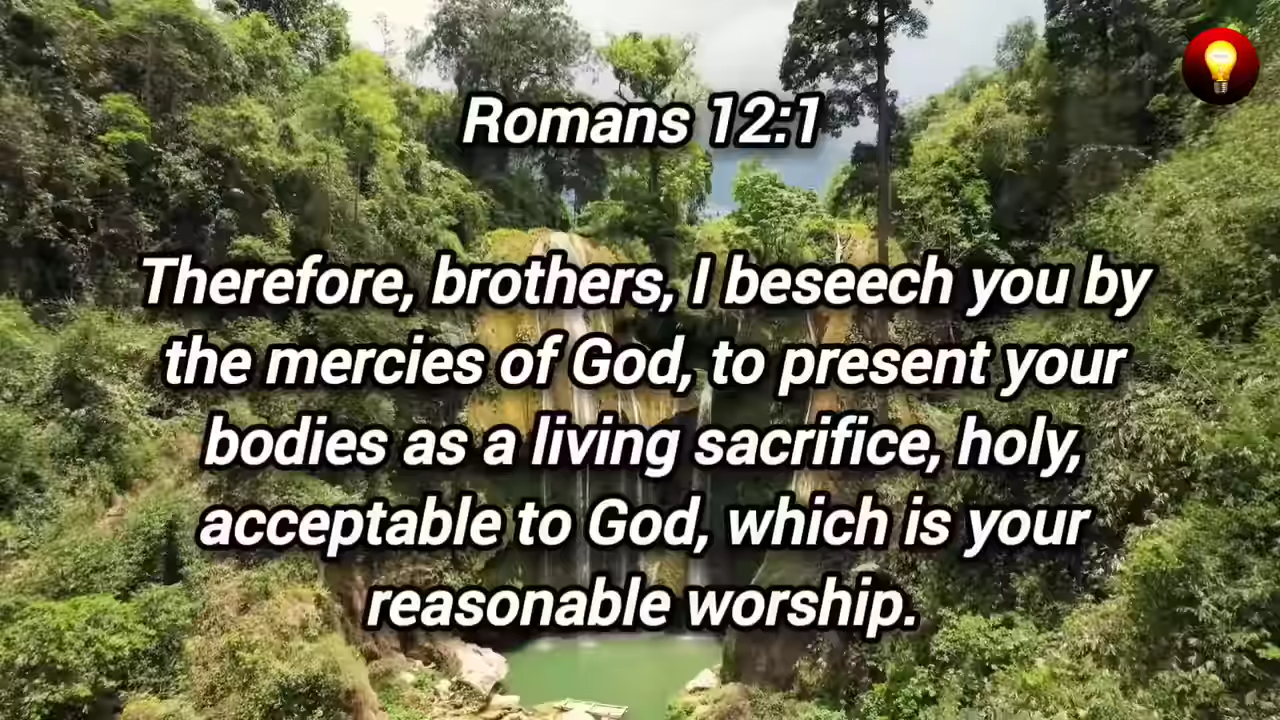 Romans 12:1
Therefore, brothers, I beseech you by
the mercies of God, to present your
bodies as a living sacrifice, holy,
acceptable to God, which is your
reasonable worship.